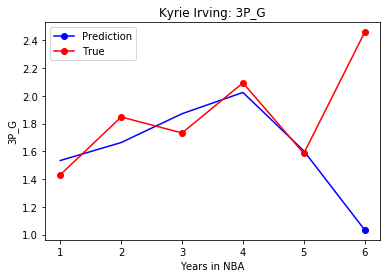 Kyrie Irving: 3P_G
Prediction
True
3P_G
2.4
2.2
2.0
1.8
1.6
1.4
1.2
1.0
1 2 3 4 5 6
Years in NBA